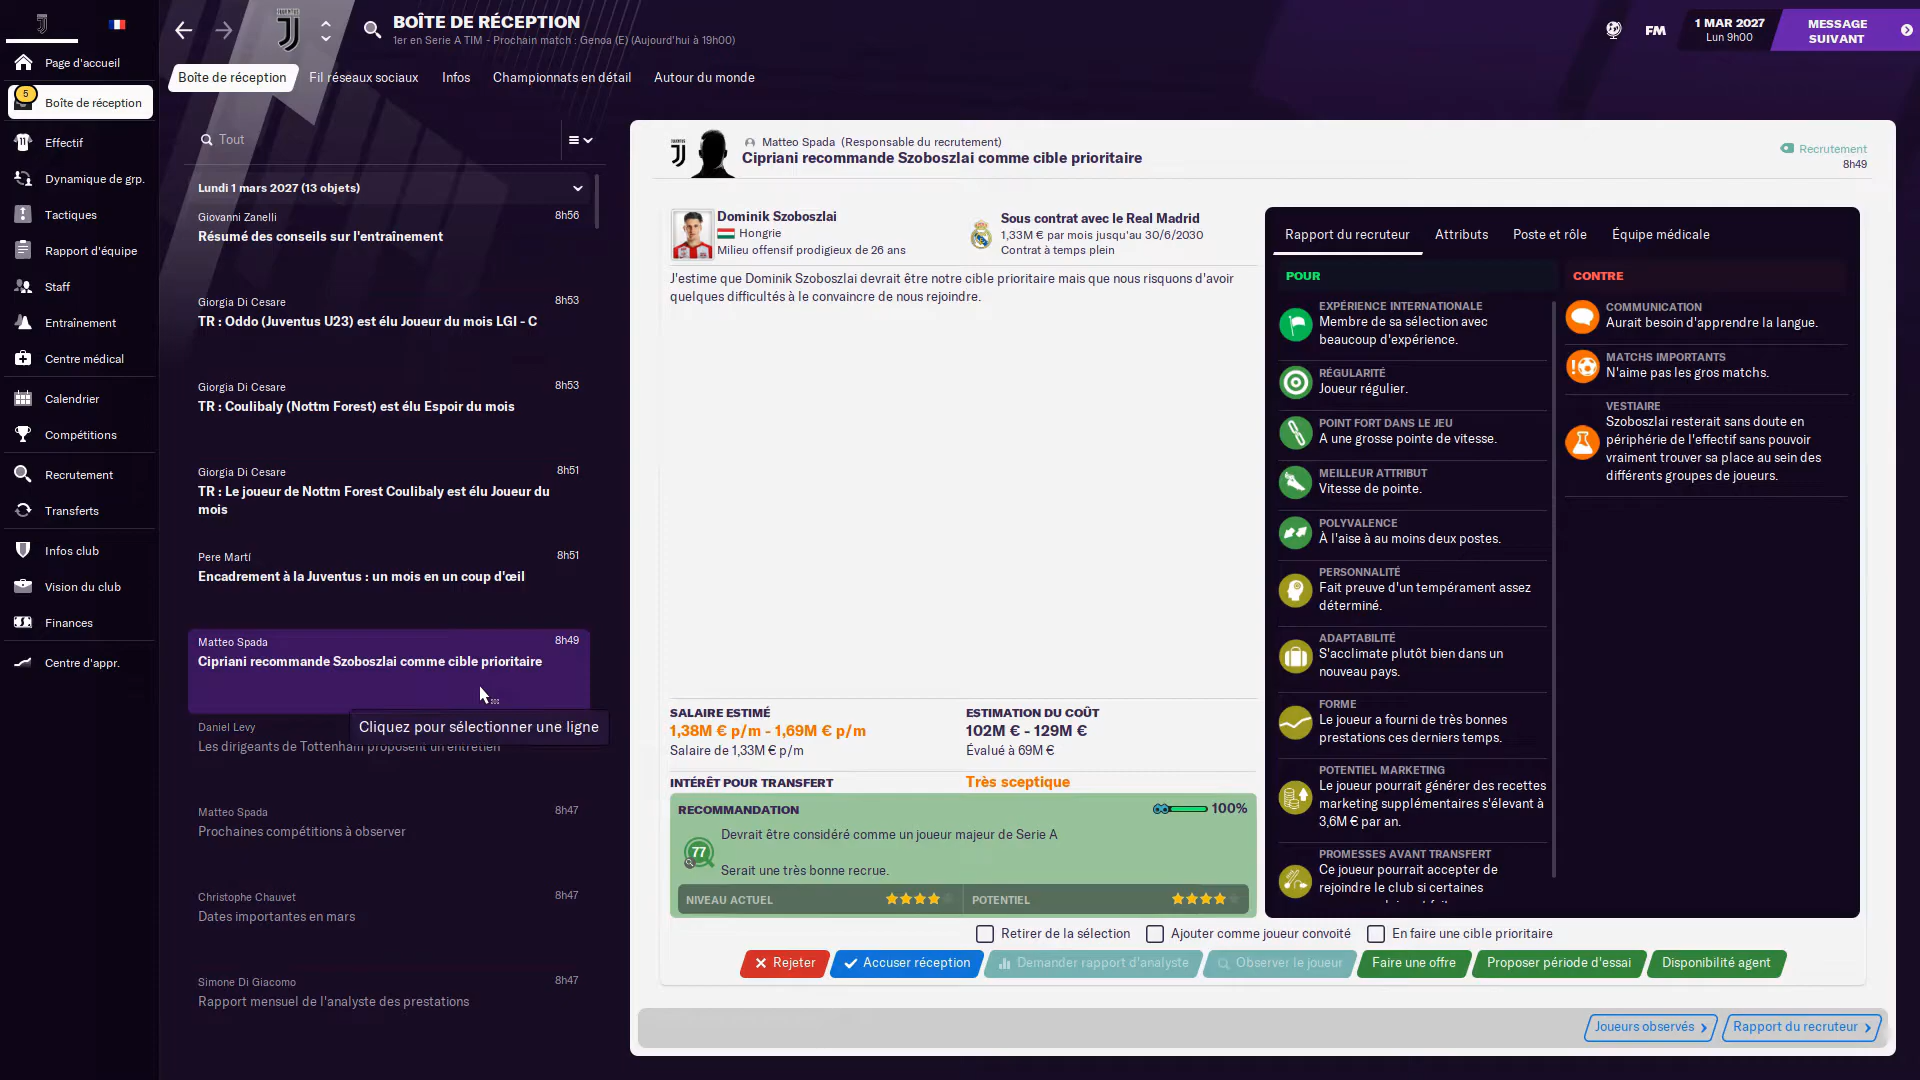 BOÎTE DE RÉCEPTION
1er en Serie A TIM - Prochain match : Genoa (E) (Aujourd'hui à 19h00)
FM
1 MAR 2027
Lun 9h00
MESSAGE
SUIVANT
Page d'accueil
5
Boîte de réception
Effectif
Dynamique de grp.
Tactiques
Rapport d'équipe
Staff
Entraînement
Centre médical
Calendrier
Compétitions
Recrutement
Transferts
Infos club
Vision du club
Finances
Centre d'appr.
Boîte de réception
Fil réseaux sociaux
Infos
Championnats en détail
Autour du monde
Tout
Lundi 1 mars 2027 (13 objets)
Giovanni Zanelli 8h56
Résumé des conseils sur l'entraînement
Giorgia Di Cesare 8h53
TR : Oddo (Juventus U23) est élu Joueur du mois LGI - C
Giorgia Di Cesare 8h53
TR : Coulibaly (Nottm Forest) est élu Espoir du mois
Giorgia Di Cesare 8h51
TR : Le joueur de Nottm Forest Coulibaly est élu Joueur du
mois
Pere Martí 8h51
Encadrement à la Juventus : un mois en un coup d'œil
Matteo Spada 8h49
Cipriani recommande Szoboszlai comme cible prioritaire
Cliquez pour sélectionner une ligne
Daniel Levy
Les dirigeants de Tottenham proposent un entretien
Matteo Spada 8h47
Prochaines compétitions à observer
Christophe Chauvet 8h47
Dates importantes en mars
Simone Di Giacomo 8h47
Rapport mensuel de l'analyste des prestations
Matteo Spada (Responsable du recrutement)
Cipriani recommande Szoboszlai comme cible prioritaire
Recrutement
8h49
Dominik Szoboszlai
Hongrie
Milieu offensif prodigieux de 26 ans
Sous contrat avec le Real Madrid
1,33M € par mois jusqu'au 30/6/2030
Contrat à temps plein
J'estime que Dominik Szoboszlai devrait être notre cible prioritaire mais que nous risquons d'avoir
quelques difficultés à le convaincre de nous rejoindre.
SALAIRE ESTIMÉ
1,38M € p/m - 1,69M € p/m
Salaire de 1,33M € p/m
ESTIMATION DU COÛT
102M € - 129M €
Évalué à 69M €
INTÉRÊT POUR TRANSFERT
Très sceptique
RECOMMANDATION
100%
77
Devrait être considéré comme un joueur majeur de Serie A
Serait une très bonne recrue.
NIVEAU ACTUEL
POTENTIEL
Rapport du recruteur
Attributs
Poste et rôle
Équipe médicale
POUR
EXPÉRIENCE INTERNATIONALE
Membre de sa sélection avec
beaucoup d'expérience.
RÉGULARITÉ
Joueur régulier.
POINT FORT DANS LE JEU
A une grosse pointe de vitesse.
MEILLEUR ATTRIBUT
Vitesse de pointe.
POLYVALENCE
À l'aise à au moins deux postes.
PERSONNALITÉ
Fait preuve d'un tempérament assez
déterminé.
ADAPTABILITÉ
S'acclimate plutôt bien dans un
nouveau pays.
FORME
Le joueur a fourni de très bonnes
prestations ces derniers temps.
POTENTIEL MARKETING
Le joueur pourrait générer des recettes
marketing supplémentaires s'élevant à
3,6M € par an.
PROMESSES AVANT TRANSFERT
Ce joueur pourrait accepter de
rejoindre le club si certaines
CONTRE
COMMUNICATION
Aurait besoin d'apprendre la langue.
MATCHS IMPORTANTS
N'aime pas les gros matchs.
VESTIAIRE
Szoboszlai resterait sans doute en
périphérie de l'effectif sans pouvoir
vraiment trouver sa place au sein des
différents groupes de joueurs.
Retirer de la sélection
Ajouter comme joueur convoité
En faire une cible prioritaire
Rejeter
Accuser réception
Demander rapport d'analyste
Observer le joueur
Faire une offre
Proposer période d'essai
Disponibilité agent
Joueurs observés
Rapport du recruteur